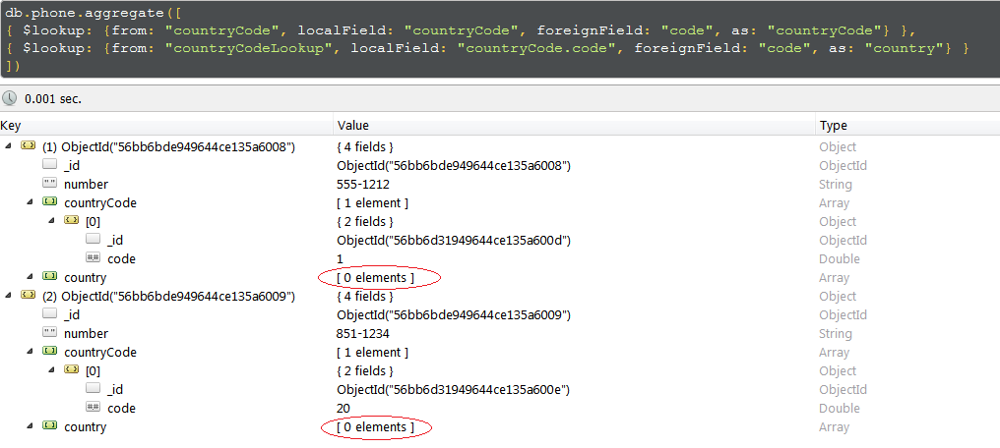 db.phone.aggregate([
{ $lookup: {from: "countryCode", localField: "countryCode", foreignField: "code", as: "countryCode"} },
{ $lookup: {from: "countryCodeLookup", localField: "countryCode.code", foreignField: "code", as: "country"} }
])
0.001 sec.
Key Value Type
(1) ObjectId("56bb6bde949644ce135a6008") { 4 fields } Object
_id ObjectId("56bb6bde949644ce135a6008") ObjectId
" " number 555-1212 String
countryCode [ 1 element ] Array
[0] { 2 fields } Object
_id ObjectId("56bb6d31949644ce135a600d") ObjectId
## code 1 Double
country [ 0 elements ] Array
(2) ObjectId("56bb6bde949644ce135a6009") { 4 fields } Object
_id ObjectId("56bb6bde949644ce135a6009") ObjectId
" " number 851-1234 String
countryCode [ 1 element ] Array
[0] { 2 fields } Object
_id ObjectId("56bb6d31949644ce135a600e") ObjectId
## code 20 Double
country [ 0 elements ] Array